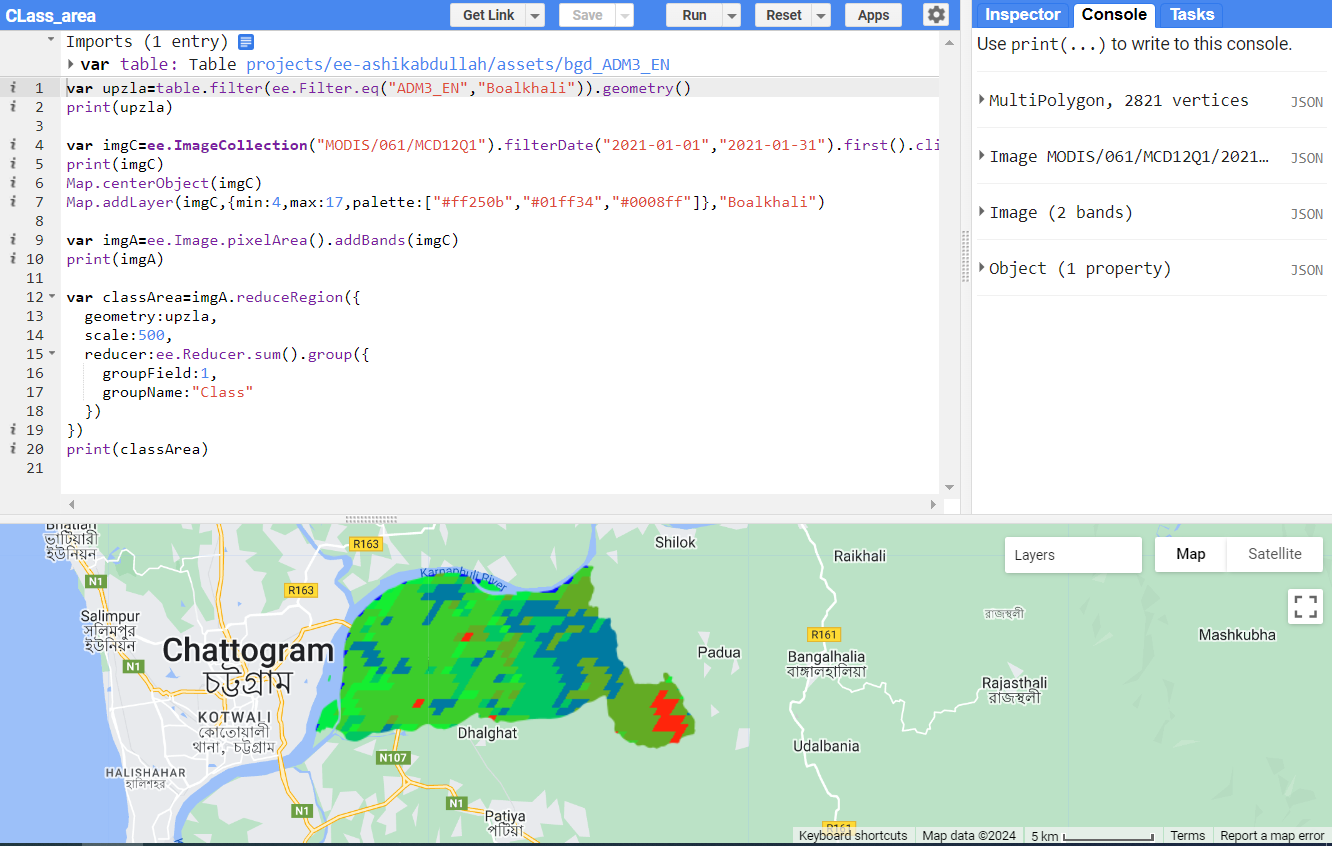 CLass_area
Get Link
Save
Run
Reset
Apps
Inspector
Console
Tasks
Imports (1 entry)
var table: Table projects/ee-ashikabdullah/assets/bgd_ADM3_EN
i 1 var upzla=table.filter(ee.Filter.eq("ADM3_EN","Boalkhali")).geometry()
i 2 print(upzla)
3
i 4 var imgC=ee.ImageCollection("MODIS/061/MCD12Q1").filterDate("2021-01-01","2021-01-31").first().cli
i 5 print(imgC)
i 6 Map.centerObject(imgC)
i 7 Map.addLayer(imgC,{min:4,max:17,palette:["#ff250b","#01ff34","#0008ff"]},"Boalkhali")
8
i 9 var imgA=ee.Image.pixelArea().addBands(imgC)
i 10 print(imgA)
11
12 var classArea=imgA.reduceRegion({
13 geometry:upzla,
14 scale:500,
15 reducer:ee.Reducer.sum().group({
16 groupField:1,
17 groupName:"Class"
18 })
i 19 })
i 20 print(classArea)
21
Use print(...) to write to this console.
MultiPolygon, 2821 vertices JSON
Image MODIS/061/MCD12Q1/2021… JSON
Image (2 bands) JSON
Object (1 property) JSON
Bhatiari
ভাটিয়ারী
ইউনিয়ন
N1
R163
R163
Karnaphuli River
Shilok
Raikhali
Layers
Map
Satellite
Salimpur
সলিমপুর
ইউনিয়ন
N1
Chattogram
চট্টগ্রাম
KOTWALI
কোতোয়ালী
থানা, চট্টগ্রাম
HALISHAHAR
হালিশহর
N1
N107
Dhalghat
N1
Patiya
পটিয়া
Padua
R161
Bangalhalia
বাঙ্গালহালিয়া
রাজস্থলী
Mashkubha
Rajasthali
রাজস্থলী
Udalbania
R161
Keyboard shortcuts
Map data ©2024
5 km
Terms
Report a map error